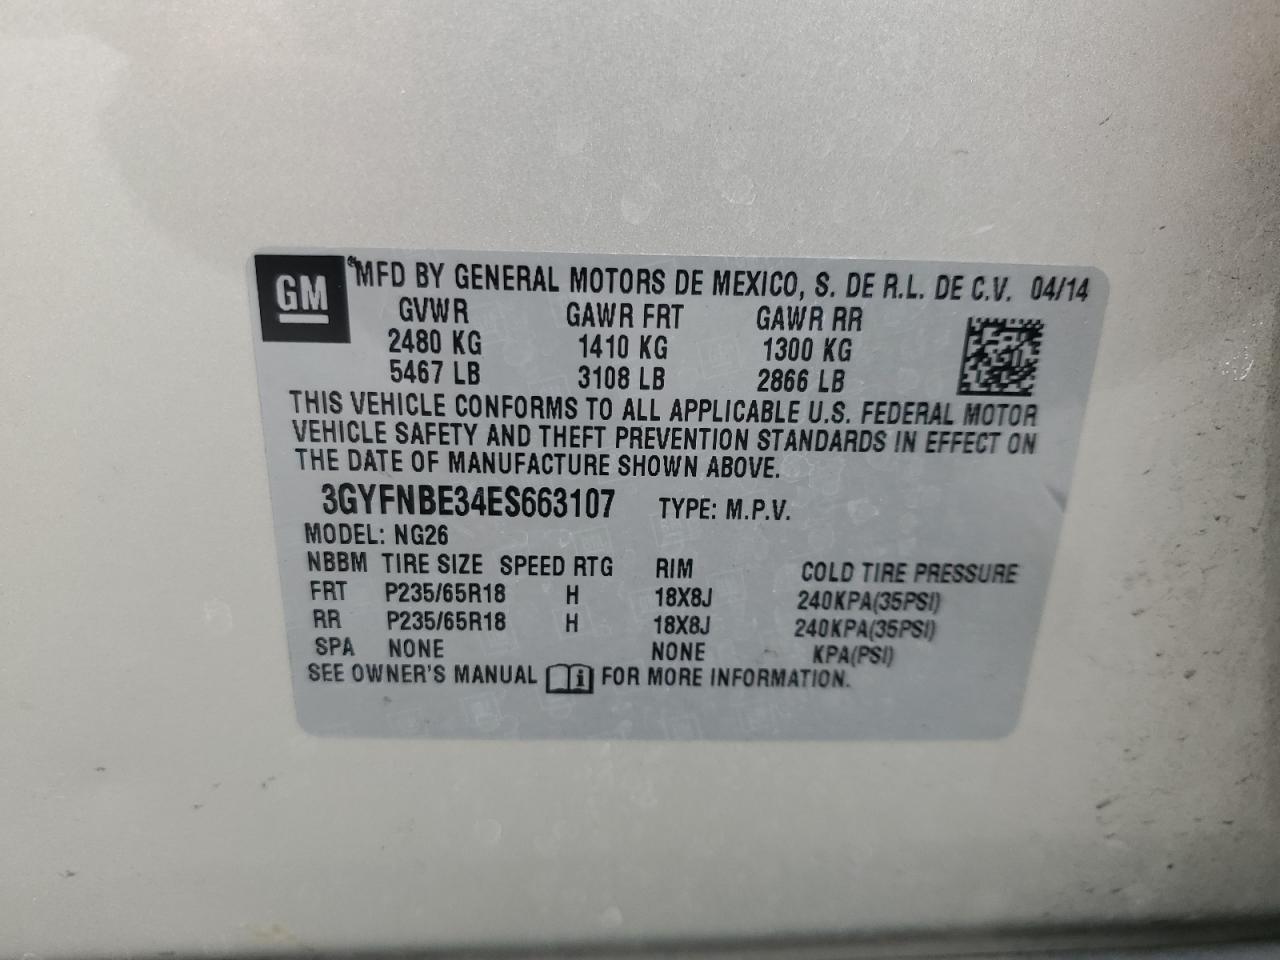 GM
MFD BY GENERAL MOTORS DE MEXICO, S. DE R.L. DE C.V. 04/14
GVWR GAWR FRT GAWR RR
2480 KG 1410 KG 1300 KG
5467 LB 3108 LB 2866 LB
THIS VEHICLE CONFORMS TO ALL APPLICABLE U.S. FEDERAL MOTOR
VEHICLE SAFETY AND THEFT PREVENTION STANDARDS IN EFFECT ON
THE DATE OF MANUFACTURE SHOWN ABOVE.
3GYFNBE34ES663107 TYPE: M.P.V.
MODEL: NG26
NBBM TIRE SIZE SPEED RTG RIM COLD TIRE PRESSURE
FRT P235/65R18 H 18X8J 240KPA(35PSI)
RR P235/65R18 H 18X8J 240KPA(35PSI)
SPA NONE NONE KPA(PSI)
SEE OWNER'S MANUAL i FOR MORE INFORMATION.